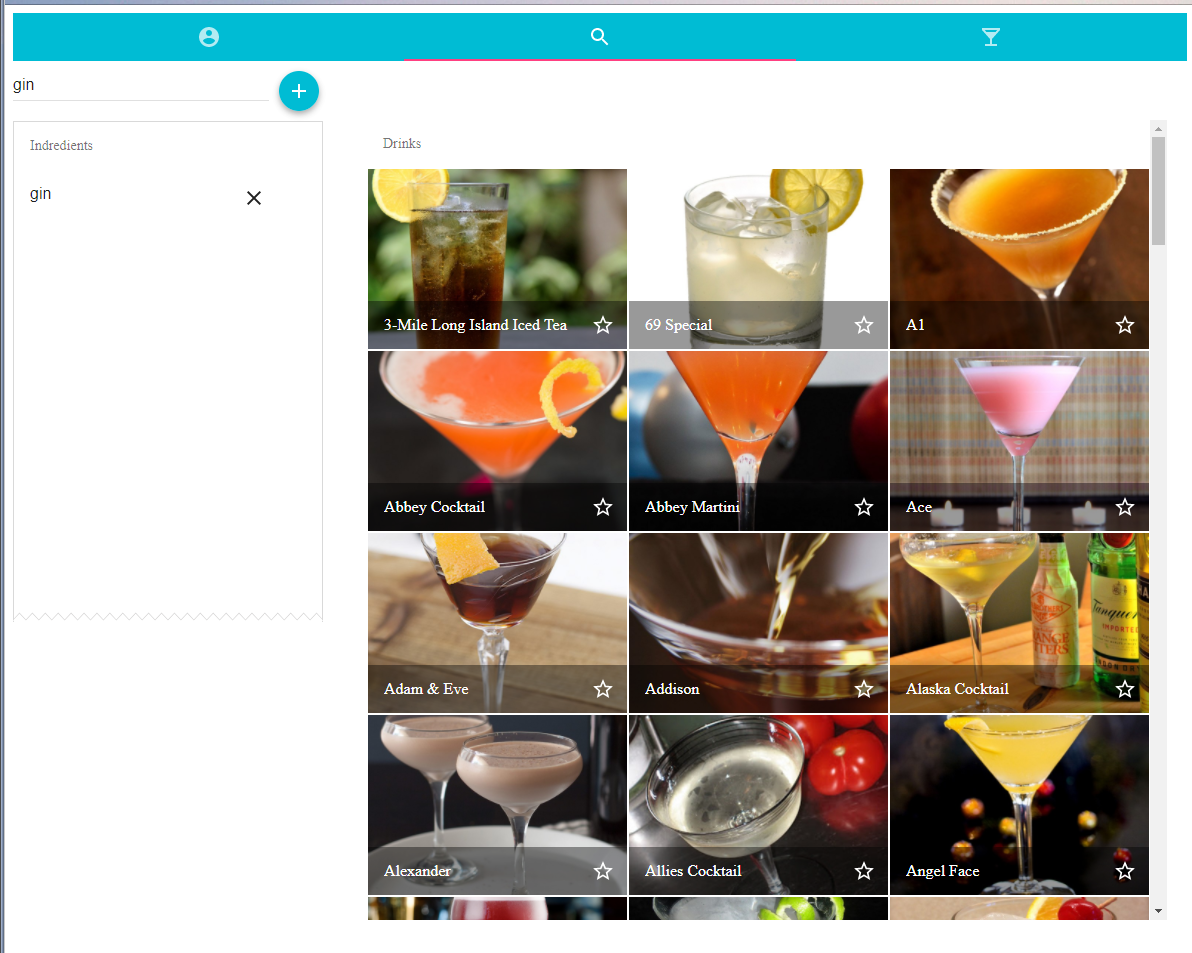 gin
Indredients
gin
Drinks
3-Mile Long Island Iced Tea
69 Special
A1
Abbey Cocktail
Abbey Martini
Ace
Adam & Eve
Addison
Alaska Cocktail
Alexander
Allies Cocktail
Angel Face